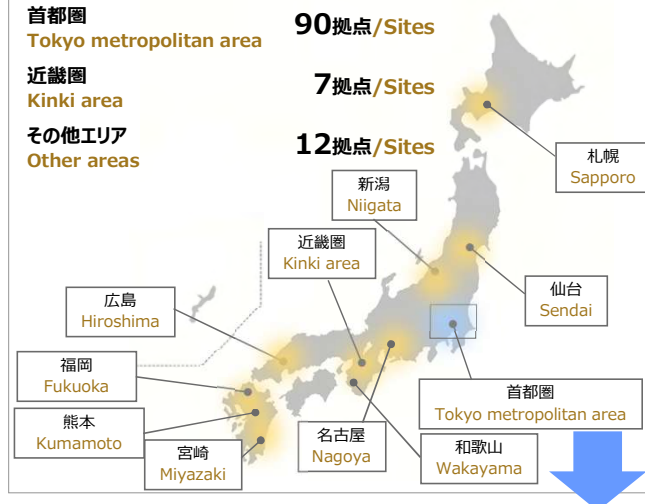 首都圏 90拠点/Sites
Tokyo metropolitan area
近畿圏 7拠点/Sites
Kinki area
その他エリア 12拠点/Sites
Other areas
札幌
Sapporo
新潟
Niigata
近畿圏
Kinki area
仙台
Sendai
広島
Hiroshima
福岡
Fukuoka
首都圏
Tokyo metropolitan area
熊本
Kumamoto
宮崎
Miyazaki
名古屋
Nagoya
和歌山
Wakayama